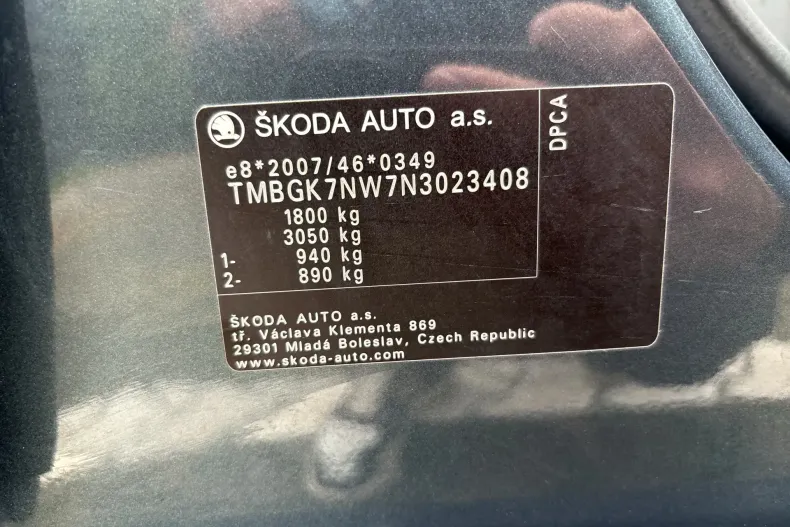 ŠKODA AUTO a.s.
DPCA
e8*2007/46*0349
TMBGK7NW7N3023408
1800 kg
3050 kg
1- 940 kg
2- 890 kg
ŠKODA AUTO a.s.
tř. Václava Klementa 869
29301 Mladá Boleslav, Czech Republic
www.skoda-auto.com